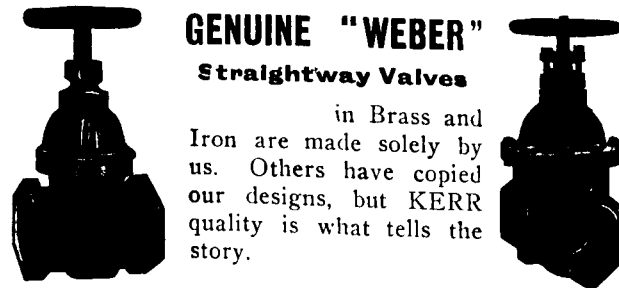 GENUINE "WEBER"
Straightway Valves
in Brass and
Iron are made solely by
us. Others have copied
our designs, but KERR
quality is what tells the
story.